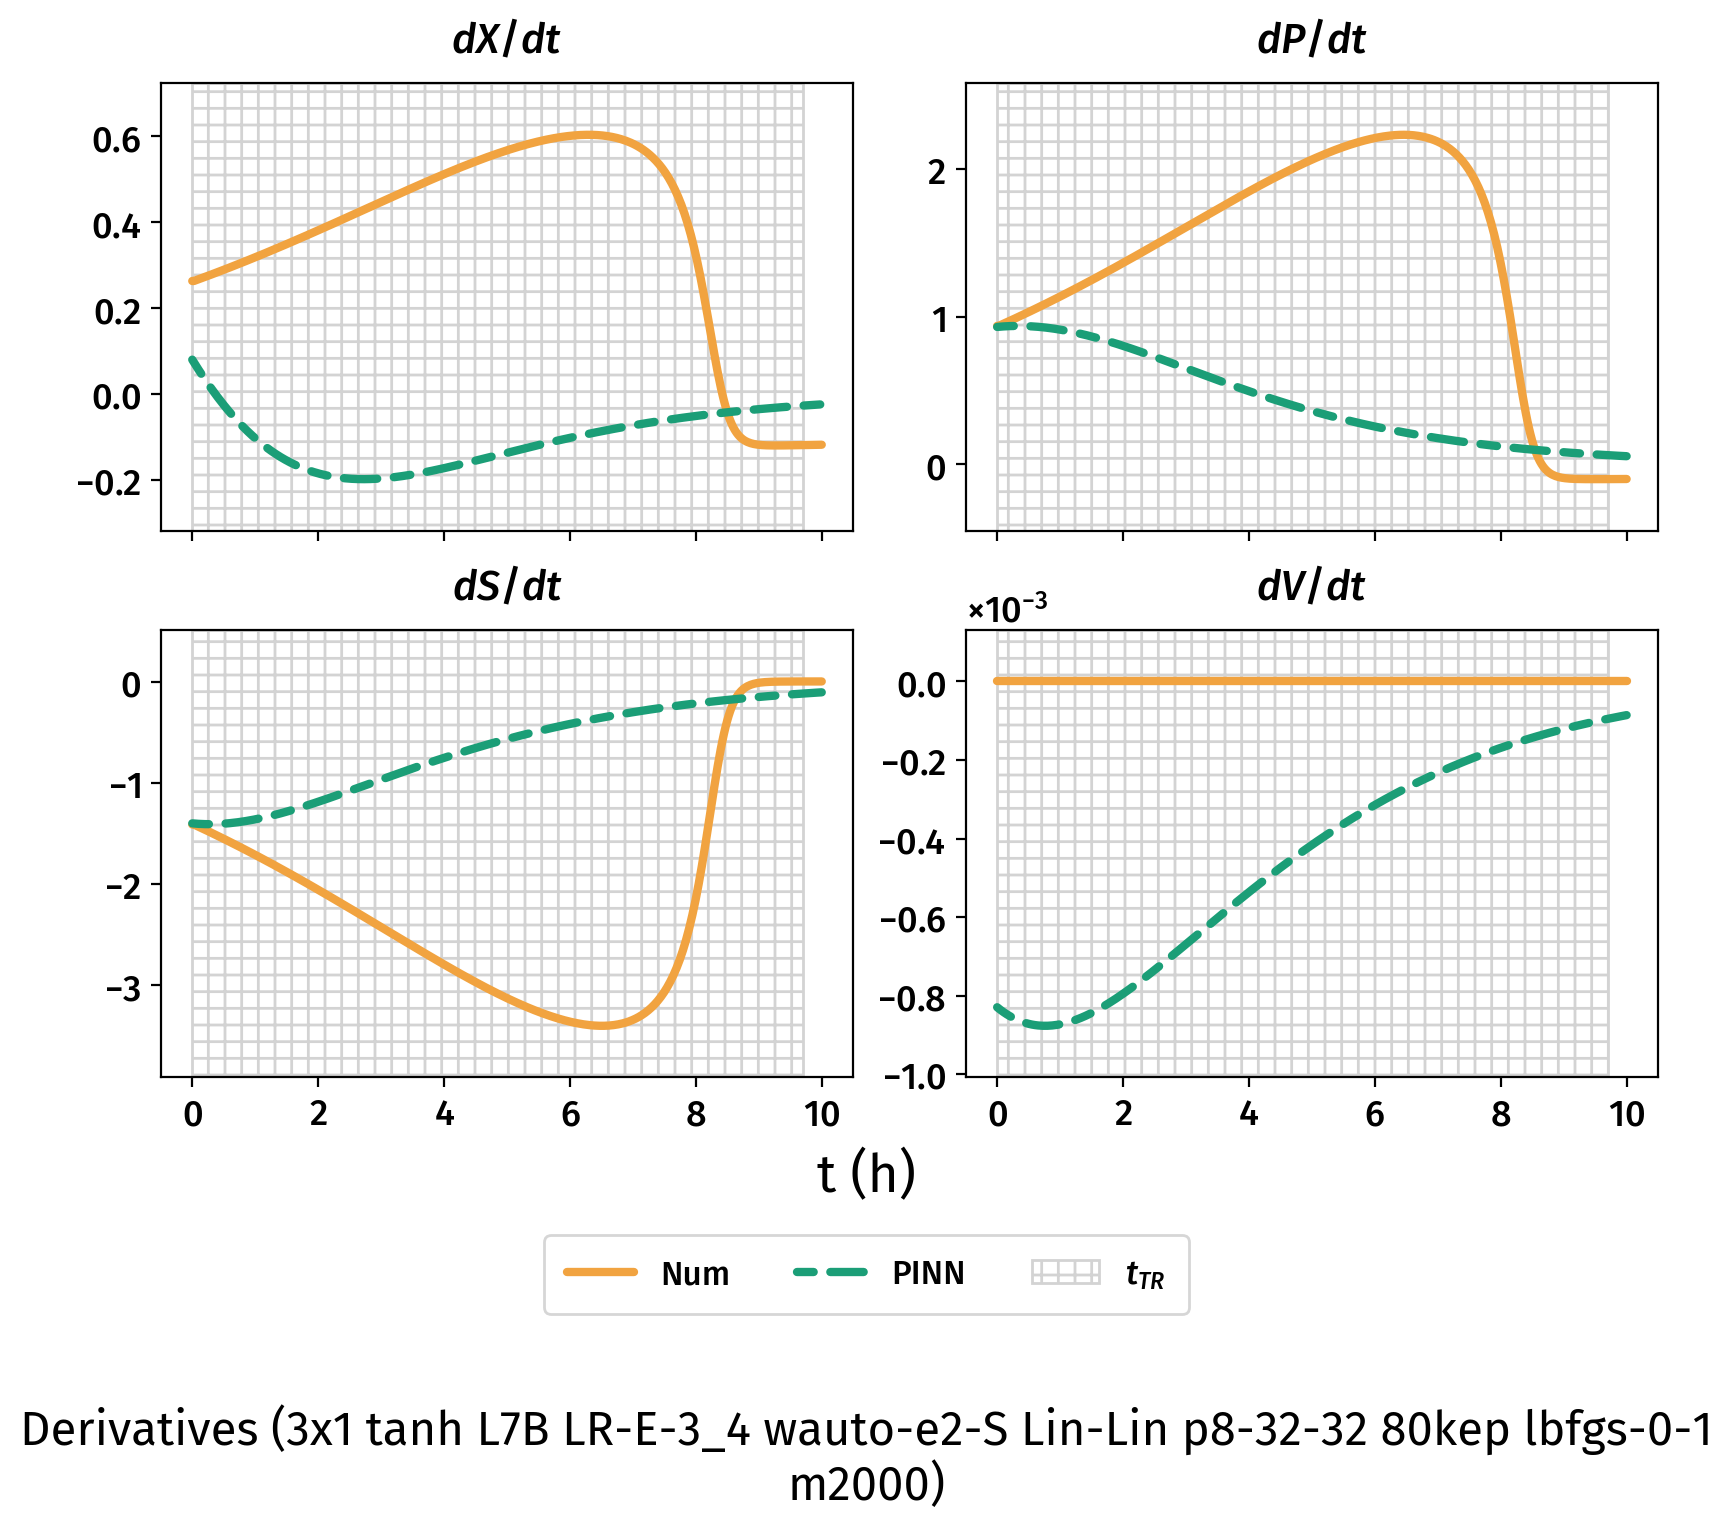 dX/dt
dP/dt
0.6
0.4
0.2
0.0
−0.2
2
1
0
dS/dt
dV/dt
×10⁻³
0
−1
−2
−3
0.0
−0.2
−0.4
−0.6
−0.8
−1.0
0 2 4 6 8 10
0 2 4 6 8 10
t (h)
Num PINN t_TR
Derivatives (3x1 tanh L7B LR-E-3_4 wauto-e2-S Lin-Lin p8-32-32 80kep lbfgs-0-1
m2000)